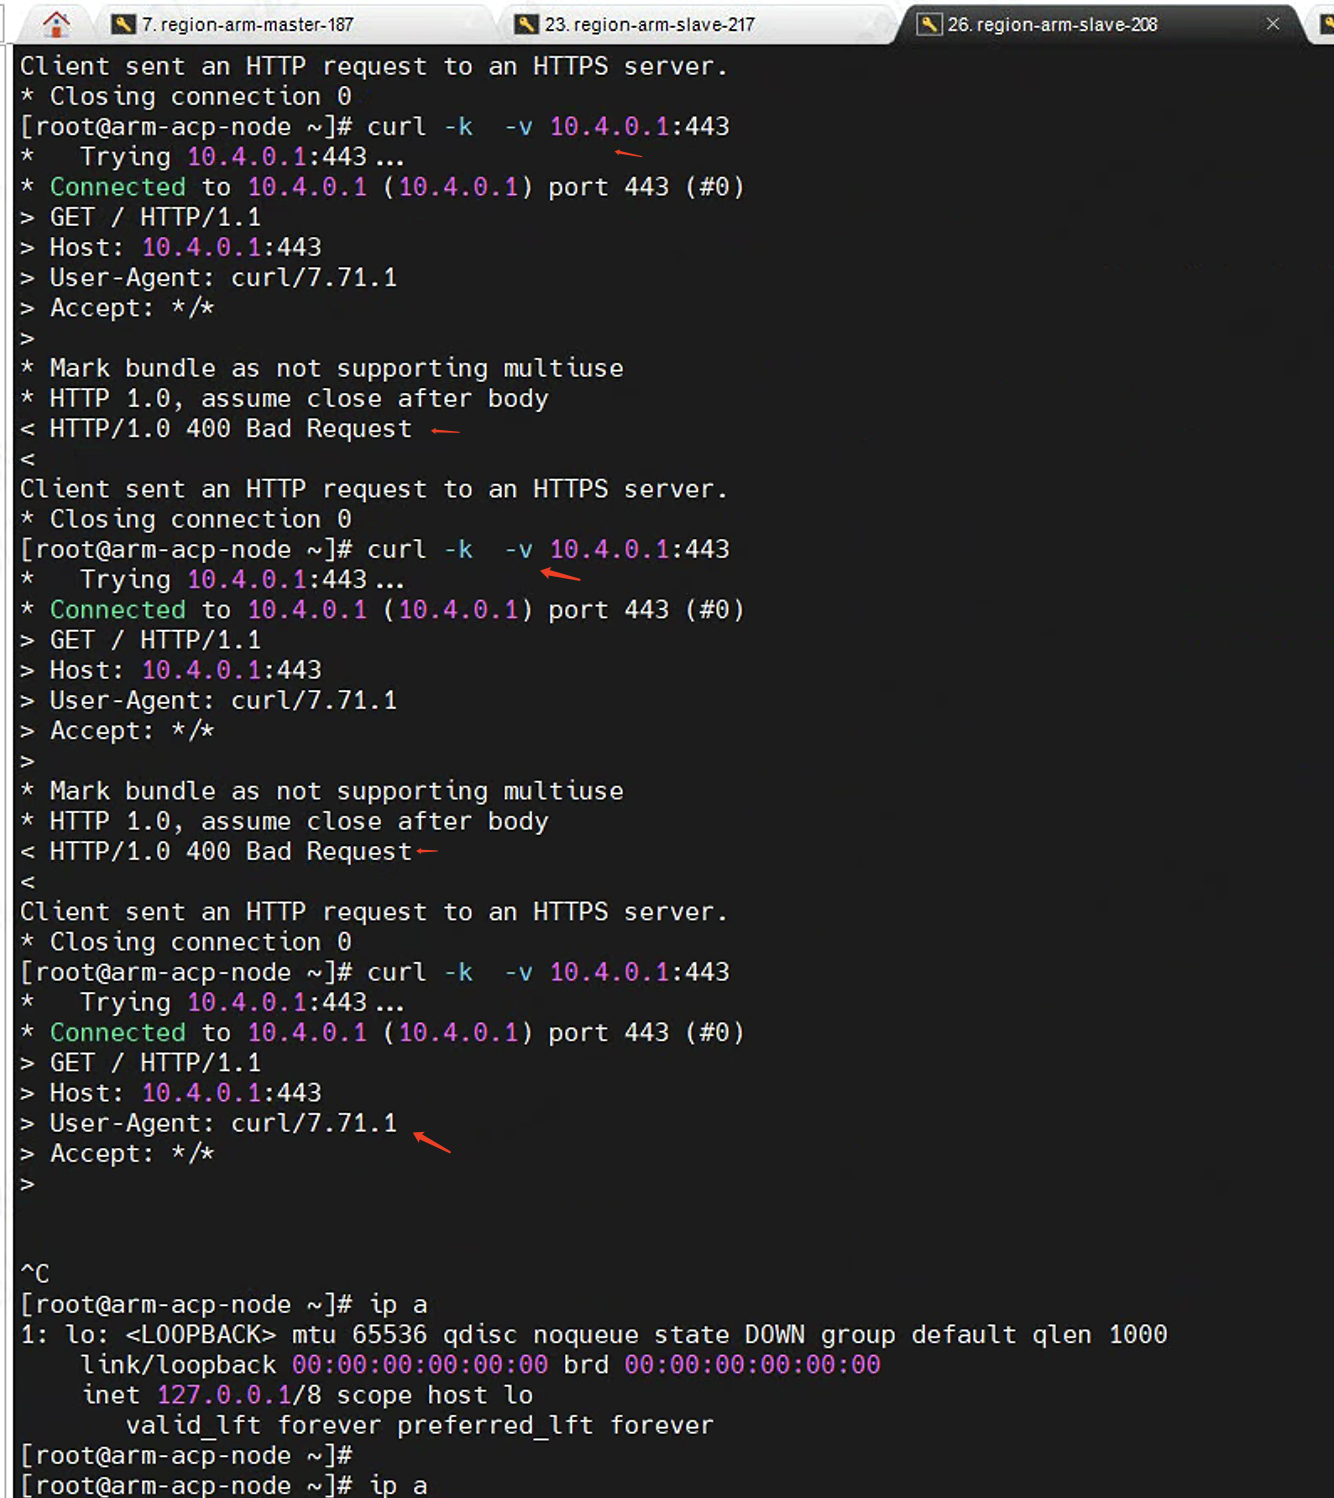 7. region-arm-master-187
23. region-arm-slave-217
26. region-arm-slave-208
Client sent an HTTP request to an HTTPS server.
* Closing connection 0
[root@arm-acp-node ~]# curl -k  -v 10.4.0.1:443
*   Trying 10.4.0.1:443...
* Connected to 10.4.0.1 (10.4.0.1) port 443 (#0)
> GET / HTTP/1.1
> Host: 10.4.0.1:443
> User-Agent: curl/7.71.1
> Accept: */*
>
* Mark bundle as not supporting multiuse
* HTTP 1.0, assume close after body
< HTTP/1.0 400 Bad Request
<
Client sent an HTTP request to an HTTPS server.
* Closing connection 0
[root@arm-acp-node ~]# curl -k  -v 10.4.0.1:443
*   Trying 10.4.0.1:443...
* Connected to 10.4.0.1 (10.4.0.1) port 443 (#0)
> GET / HTTP/1.1
> Host: 10.4.0.1:443
> User-Agent: curl/7.71.1
> Accept: */*
>
* Mark bundle as not supporting multiuse
* HTTP 1.0, assume close after body
< HTTP/1.0 400 Bad Request
<
Client sent an HTTP request to an HTTPS server.
* Closing connection 0
[root@arm-acp-node ~]# curl -k  -v 10.4.0.1:443
*   Trying 10.4.0.1:443...
* Connected to 10.4.0.1 (10.4.0.1) port 443 (#0)
> GET / HTTP/1.1
> Host: 10.4.0.1:443
> User-Agent: curl/7.71.1
> Accept: */*
>
^C
[root@arm-acp-node ~]# ip a
1: lo: <LOOPBACK> mtu 65536 qdisc noqueue state DOWN group default qlen 1000
    link/loopback 00:00:00:00:00:00 brd 00:00:00:00:00:00
    inet 127.0.0.1/8 scope host lo
       valid_lft forever preferred_lft forever
[root@arm-acp-node ~]#
[root@arm-acp-node ~]# ip a